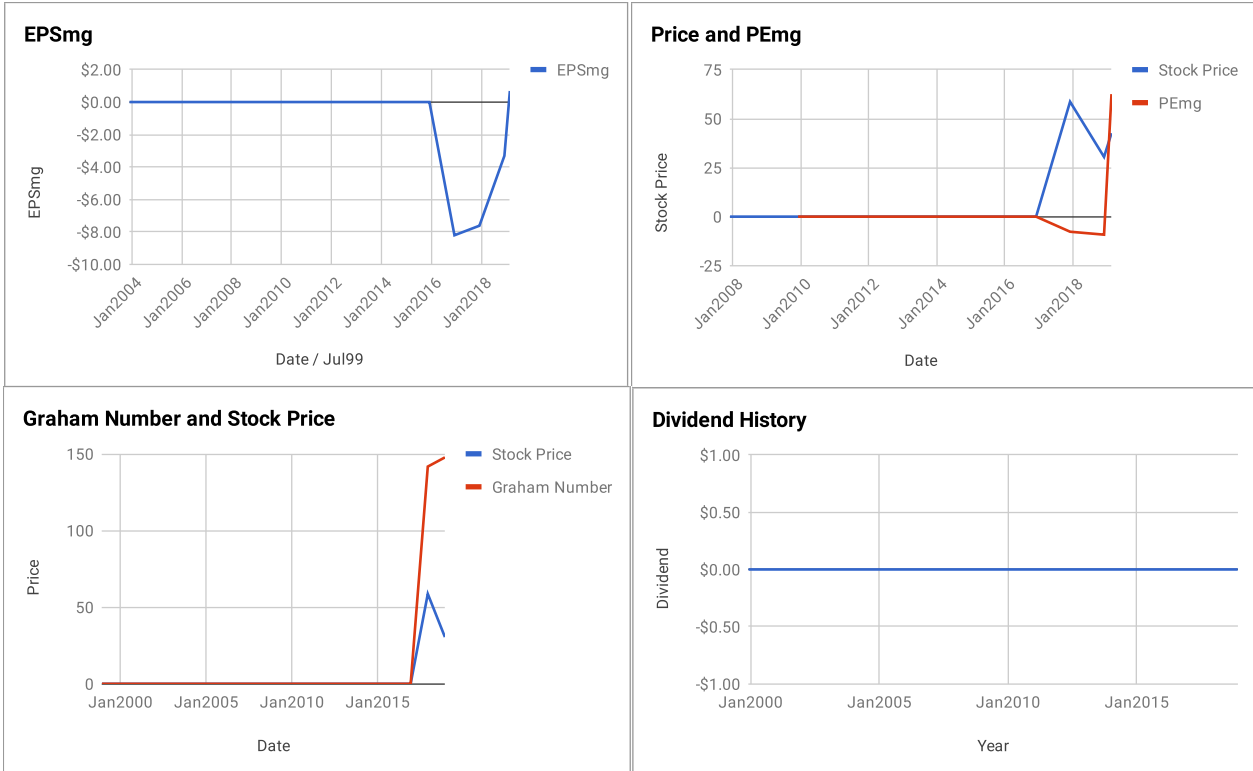 EPSmg
EPSmg
$2.00
$0.00
-$2.00
-$4.00
-$6.00
-$8.00
-$10.00
EPSmg
Jan2004
Jan2006
Jan2008
Jan2010
Jan2012
Jan2014
Jan2016
Jan2018
Date / Jul99
Price and PEmg
Stock Price
PEmg
75
50
25
0
-25
Stock Price
Jan2008
Jan2010
Jan2012
Jan2014
Jan2016
Jan2018
Date
Graham Number and Stock Price
Stock Price
Graham Number
150
100
50
0
Price
Jan2000 Jan2005 Jan2010 Jan2015
Date
Dividend History
$1.00
$0.50
$0.00
-$0.50
-$1.00
Dividend
Jan2000 Jan2005 Jan2010 Jan2015
Year